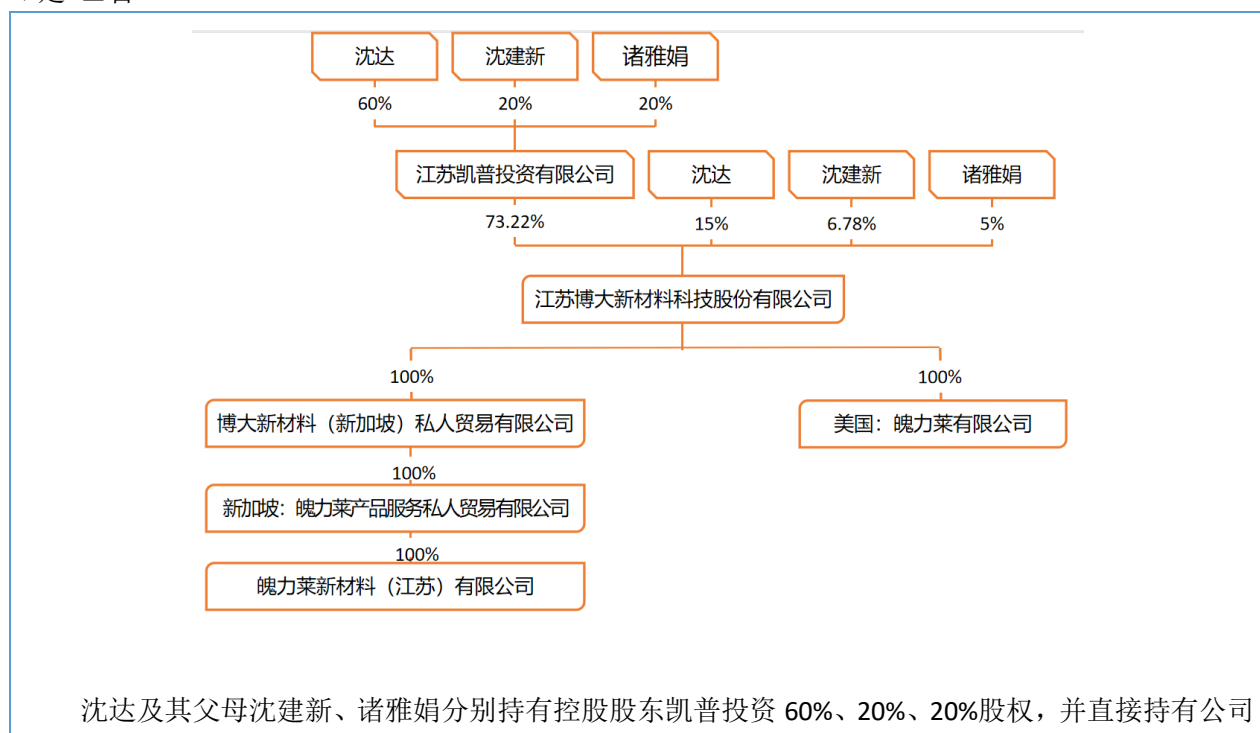 沈达 沈建新 诸雅娟
60% 20% 20%
江苏凯普投资有限公司 沈达 沈建新 诸雅娟
73.22% 15% 6.78% 5%
江苏博大新材料科技股份有限公司
100% 100%
博大新材料（新加坡）私人贸易有限公司 美国：魄力莱有限公司
100%
新加坡：魄力莱产品服务私人贸易有限公司
100%
魄力莱新材料（江苏）有限公司
沈达及其父母沈建新、诸雅娟分别持有控股股东凯普投资 60%、20%、20%股权，并直接持有公司